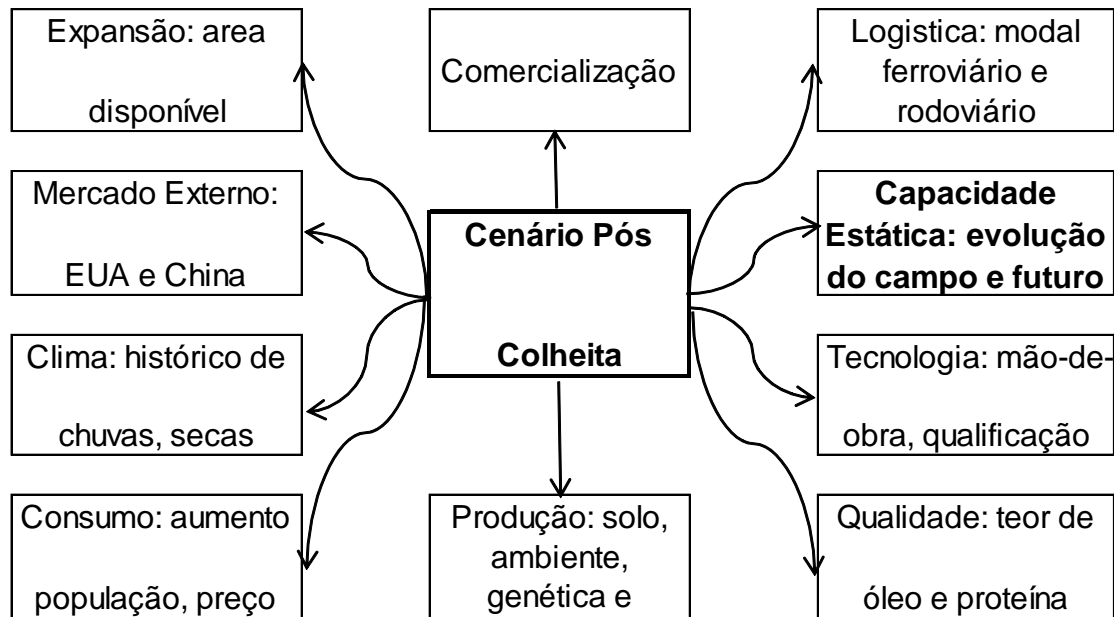 Expansão: area
disponível
Comercialização
Logistica: modal
ferroviário e
rodoviário
Mercado Externo:
EUA e China
Cenário Pós
Colheita
Capacidade
Estática: evolução
do campo e futuro
Clima: histórico de
chuvas, secas
Tecnologia: mão-de-
obra, qualificação
Consumo: aumento
população, preço
Produção: solo,
ambiente,
genética e
Qualidade: teor de
óleo e proteína